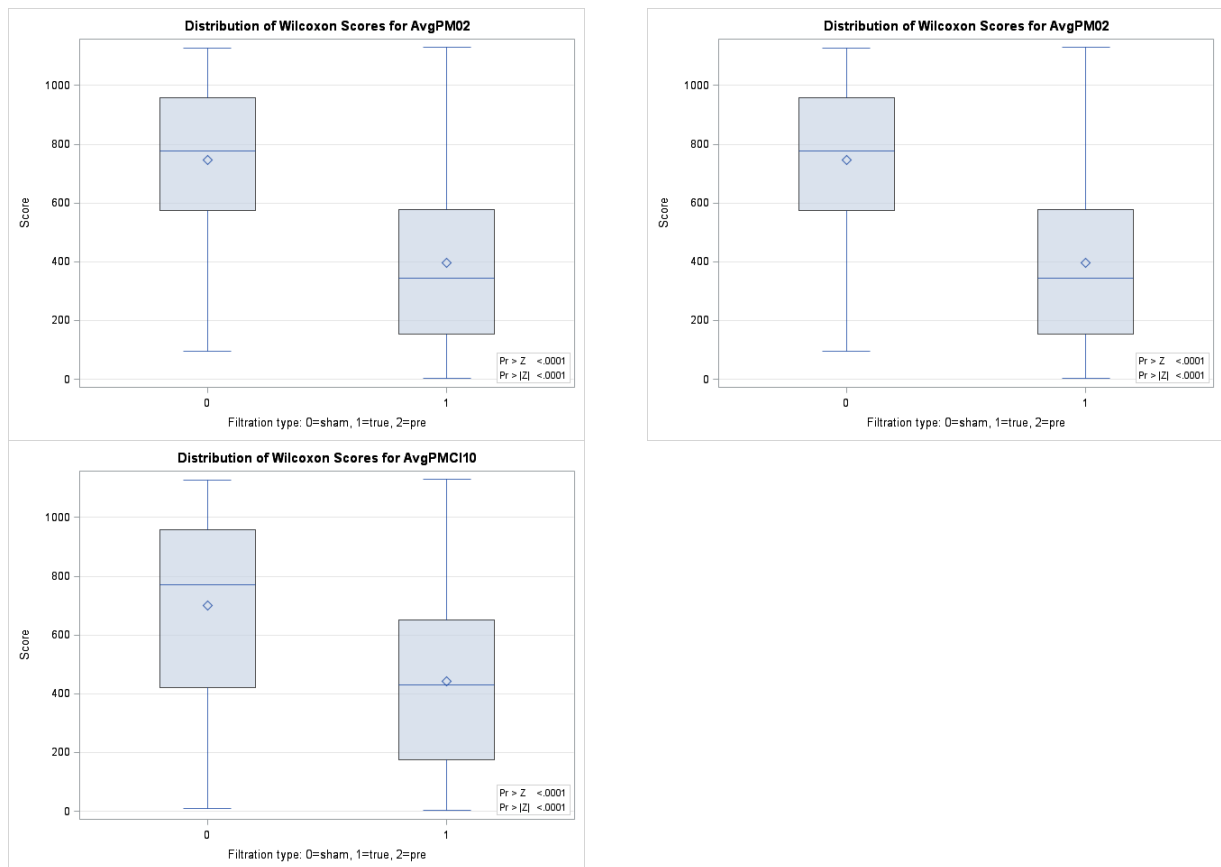 Distribution of Wilcoxon Scores for AvgPM02
Score
1000
800
600
400
200
0
Pr > Z <.0001
Pr > |Z| <.0001
0 1
Filtration type: 0=sham, 1=true, 2=pre
Distribution of Wilcoxon Scores for AvgPM02
Score
1000
800
600
400
200
0
Pr > Z <.0001
Pr > |Z| <.0001
0 1
Filtration type: 0=sham, 1=true, 2=pre
Distribution of Wilcoxon Scores for AvgPMCI10
Score
1000
800
600
400
200
0
Pr > Z <.0001
Pr > |Z| <.0001
0 1
Filtration type: 0=sham, 1=true, 2=pre